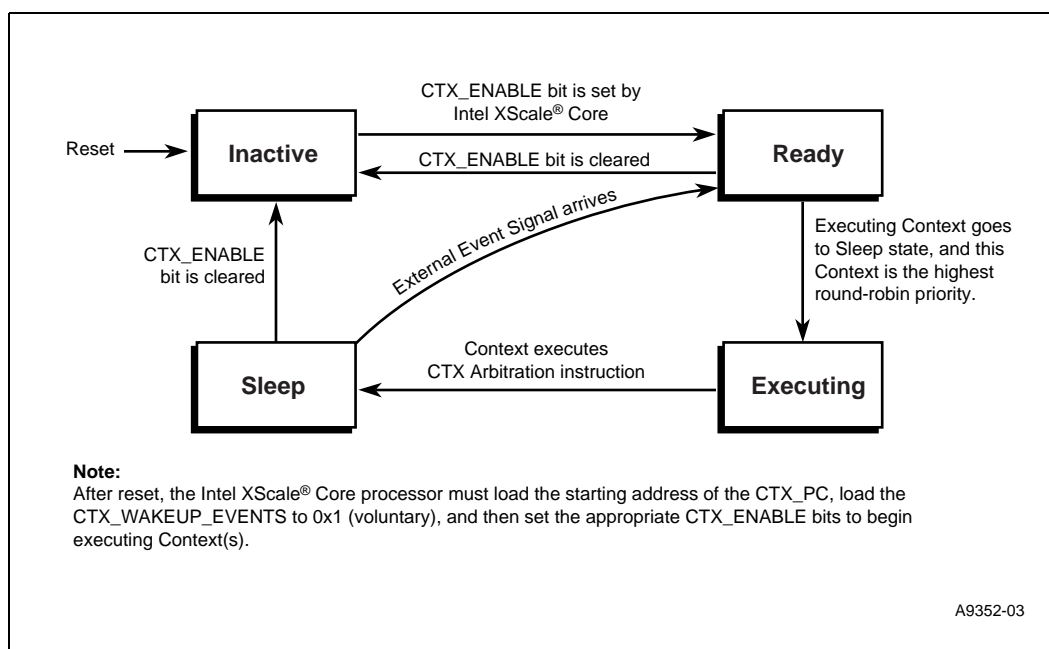 CTX_ENABLE bit is set by
Intel XScale® Core
Reset
Inactive
CTX_ENABLE bit is cleared
Ready
External Event Signal arrives
CTX_ENABLE
bit is cleared
Executing Context goes
to Sleep state, and this
Context is the highest
round-robin priority.
Sleep
Context executes
CTX Arbitration instruction
Executing
Note:
After reset, the Intel XScale® Core processor must load the starting address of the CTX_PC, load the
CTX_WAKEUP_EVENTS to 0x1 (voluntary), and then set the appropriate CTX_ENABLE bits to begin
executing Context(s).
A9352-03